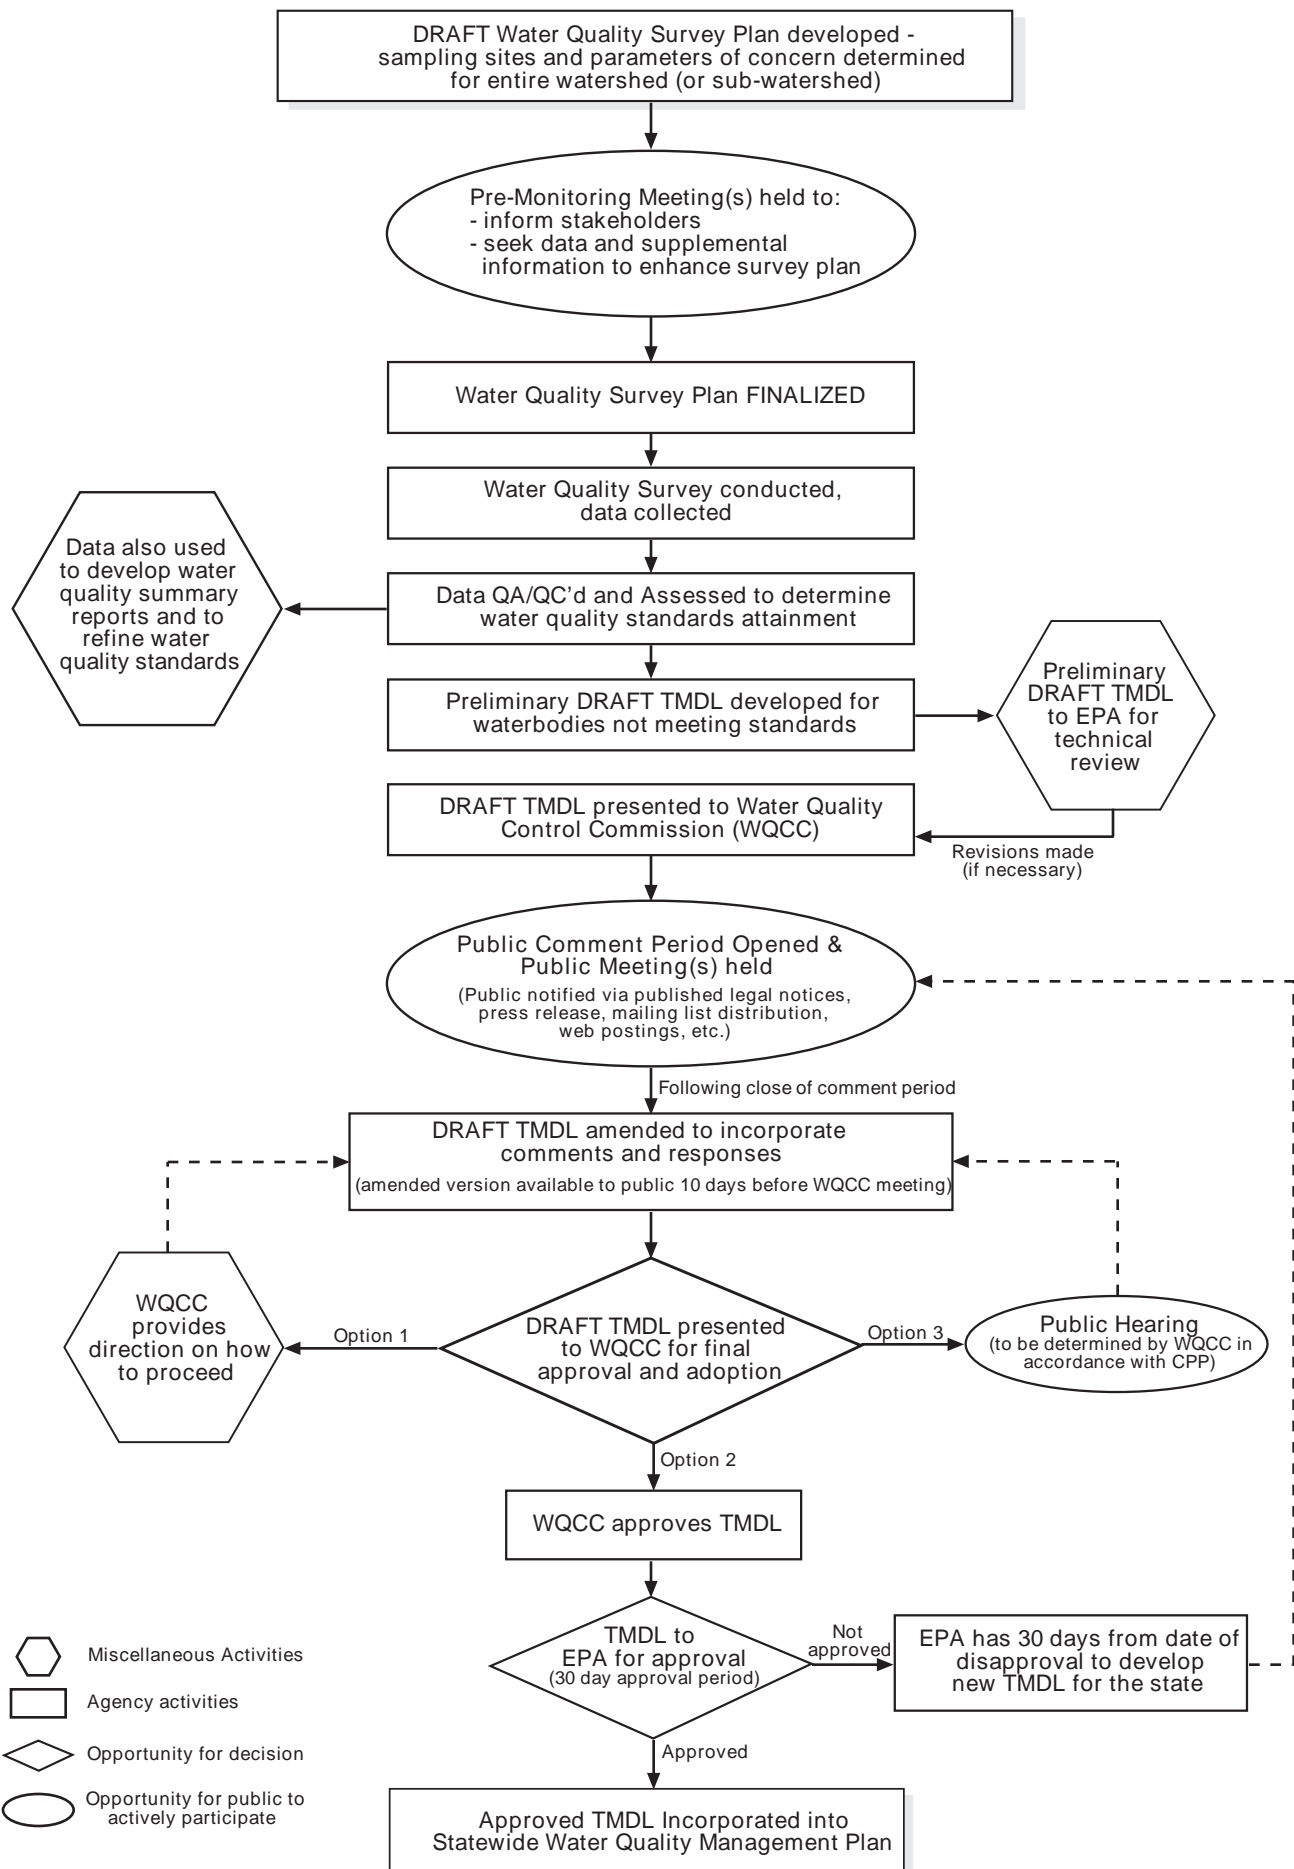 DRAFT Water Quality Survey Plan developed -
sampling sites and parameters of concern determined
for entire watershed (or sub-watershed)
Pre-Monitoring Meeting(s) held to:
- inform stakeholders
- seek data and supplemental
information to enhance survey plan
Water Quality Survey Plan FINALIZED
Water Quality Survey conducted,
data collected
Data also used
to develop water
quality summary
reports and to
refine water
quality standards
Data QA/QC'd and Assessed to determine
water quality standards attainment
Preliminary DRAFT TMDL developed for
waterbodies not meeting standards
Preliminary
DRAFT TMDL
to EPA for
technical
review
DRAFT TMDL presented to Water Quality
Control Commission (WQCC)
Revisions made
(if necessary)
Public Comment Period Opened &
Public Meeting(s) held
(Public notified via published legal notices,
press release, mailing list distribution,
web postings, etc.)
Following close of comment period
DRAFT TMDL amended to incorporate
comments and responses
(amended version available to public 10 days before WQCC meeting)
WQCC
provides
direction on how
to proceed
Option 1
DRAFT TMDL presented
to WQCC for final
approval and adoption
Option 3
Public Hearing
(to be determined by WQCC in
accordance with CPP)
Option 2
WQCC approves TMDL
TMDL to
EPA for approval
(30 day approval period)
Not
approved
EPA has 30 days from date of
disapproval to develop
new TMDL for the state
Approved
Approved TMDL Incorporated into
Statewide Water Quality Management Plan
Miscellaneous Activities
Agency activities
Opportunity for decision
Opportunity for public to
actively participate